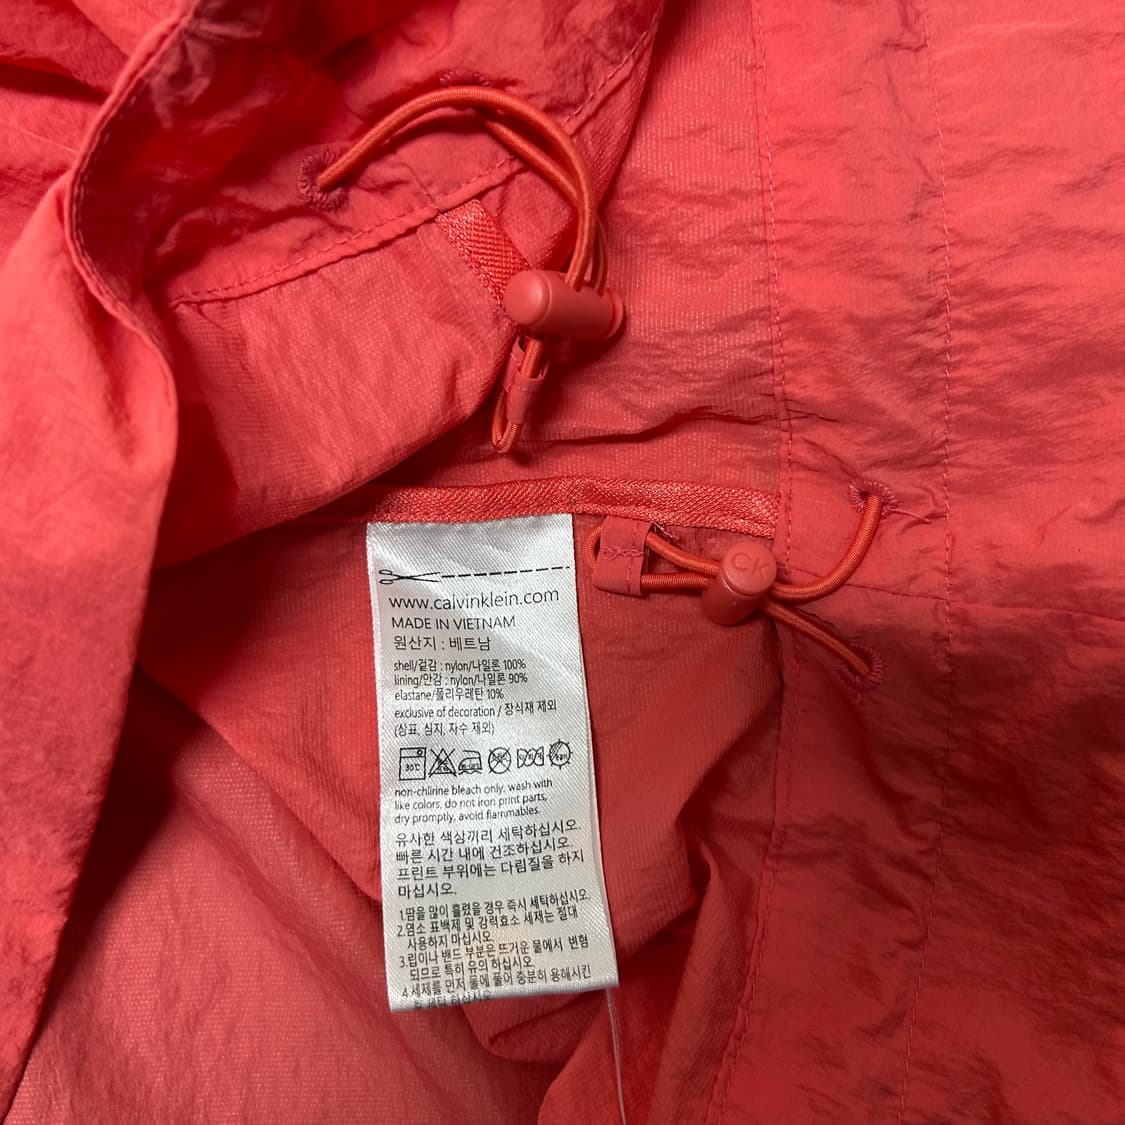 www.calvinklein.com
MADE IN VIETNAM
원산지 : 베트남
shell/겉감 : nylon/나일론 100%
lining/안감 : nylon/나일론 90%
elastane/폴리우레탄 10%
exclusive of decoration / 장식재 제외
(상표, 심지, 자수 제외)
30℃
non-chlirine bleach only, wash with
like colors, do not iron print parts,
dry promptly, avoid flammables.
유사한 색상끼리 세탁하십시오.
빠른 시간 내에 건조하십시오.
프린트 부위에는 다림질을 하지
마십시오.
1.땀을 많이 흘렸을 경우 즉시 세탁하십시오.
2.염소 표백제 및 강력효소 세제는 절대
사용하지 마십시오.
3.립이나 밴드 부분은 뜨거운 물에서 변형
되므로 특히 유의 하십시오.
4.세제를 먼저 물에 풀어 충분히 용해시킨
후 세탁 하십시오
CK